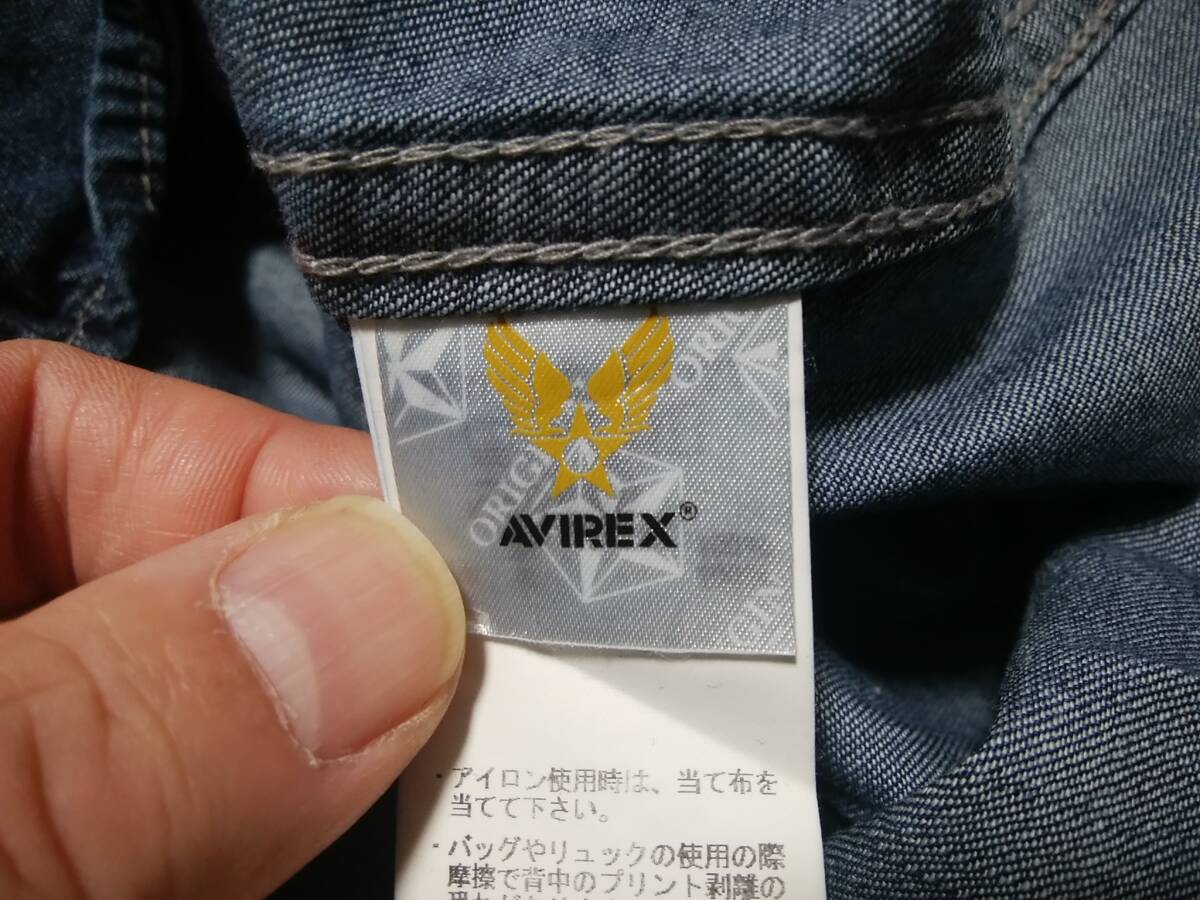 ORI
ORIG
AVIREX®
GIN
・アイロン使用時は、当て布を
当てて下さい。
・バッグやリュックの使用の際
摩擦で背中のプリント剥離の